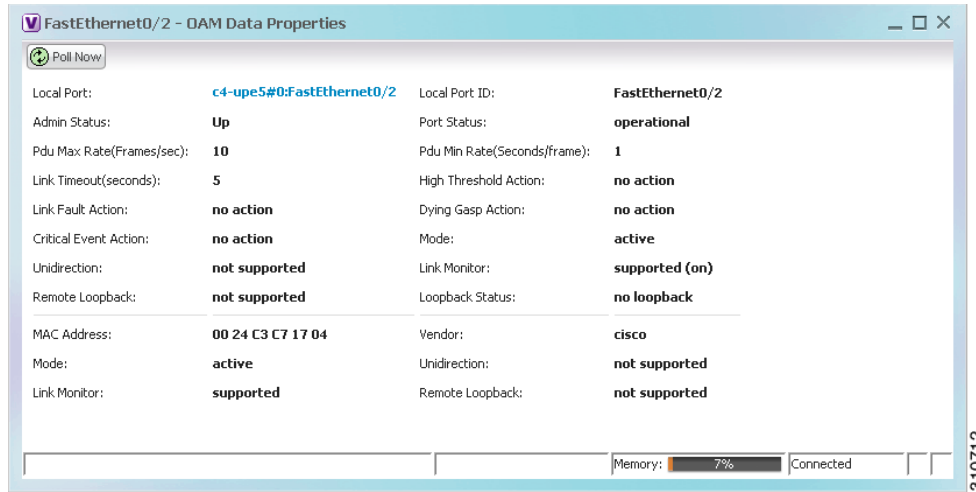 FastEthernet0/2 - OAM Data Properties
Poll Now
Local Port: c4-upe5#0:FastEthernet0/2 Local Port ID: FastEthernet0/2
Admin Status: Up Port Status: operational
Pdu Max Rate(Frames/sec): 10 Pdu Min Rate(Seconds/frame): 1
Link Timeout(seconds): 5 High Threshold Action: no action
Link Fault Action: no action Dying Gasp Action: no action
Critical Event Action: no action Mode: active
Unidirection: not supported Link Monitor: supported (on)
Remote Loopback: not supported Loopback Status: no loopback
MAC Address: 00 24 C3 C7 17 04 Vendor: cisco
Mode: active Unidirection: not supported
Link Monitor: supported Remote Loopback: not supported
Memory: 7% Connected